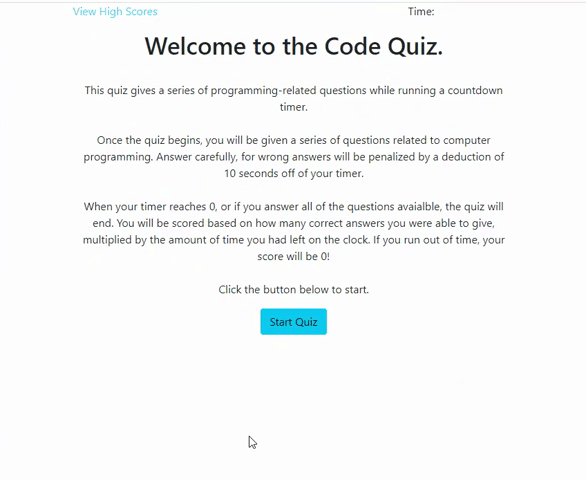 View High Scores Time:
Welcome to the Code Quiz.
This quiz gives a series of programming-related questions while running a countdown
timer.
Once the quiz begins, you will be given a series of questions related to computer
programming. Answer carefully, for wrong answers will be penalized by a deduction of
10 seconds off of your timer.
When your timer reaches 0, or if you answer all of the questions avaialble, the quiz will
end. You will be scored based on how many correct answers you were able to give,
multiplied by the amount of time you had left on the clock. If you run out of time, your
score will be 0!
Click the button below to start.
Start Quiz